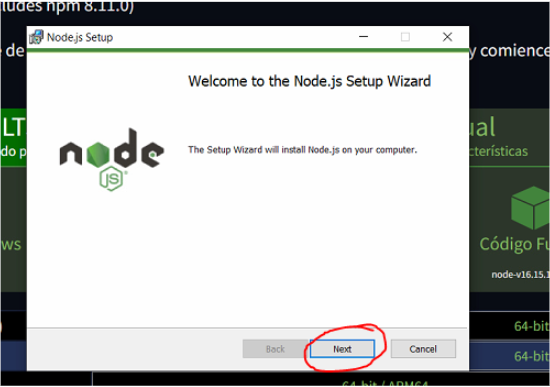 cludes npm 8.11.0)
Node.js Setup
de
y comience
Welcome to the Node.js Setup Wizard
LT
ual
do p
cterísticas
node
JS
The Setup Wizard will install Node.js on your computer.
ws
Código Fu
node-v16.15.1
Back
Next
Cancel
64-bit
64-bit
64-bit / ARM64